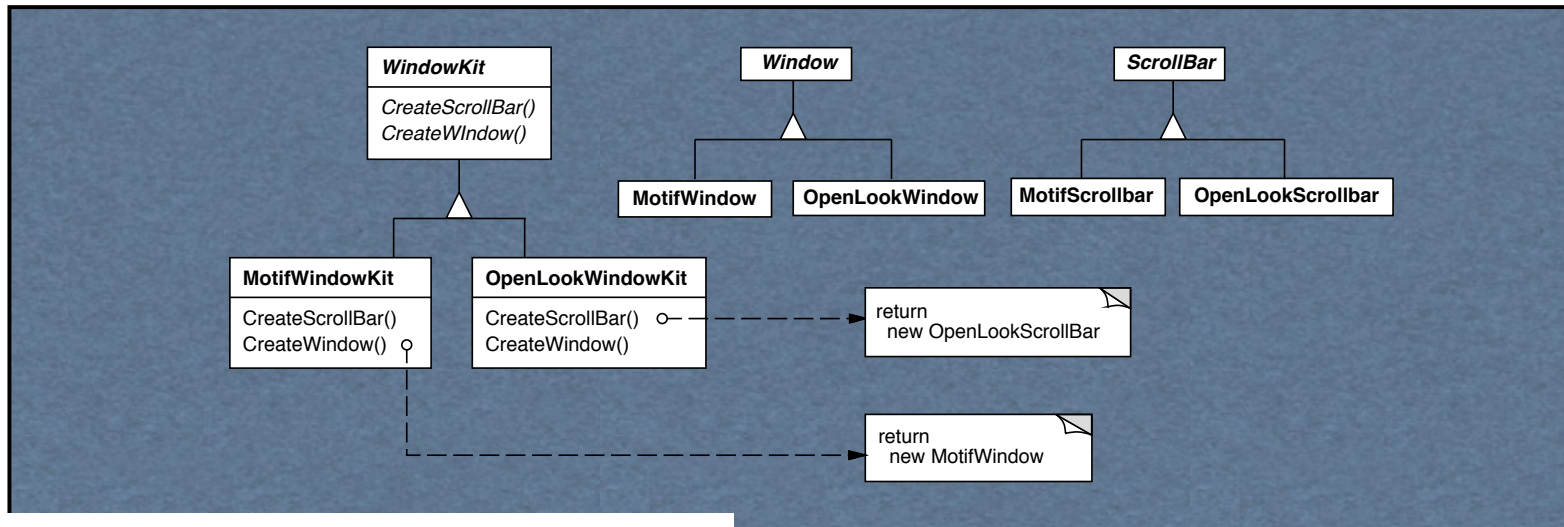 WindowKit
CreateScrollBar()
CreateWIndow()
Window
ScrollBar
MotifWindow
OpenLookWindow
MotifScrollbar
OpenLookScrollbar
MotifWindowKit
CreateScrollBar()
CreateWindow()
OpenLookWindowKit
CreateScrollBar()
CreateWindow()
return
new OpenLookScrollBar
return
new MotifWindow